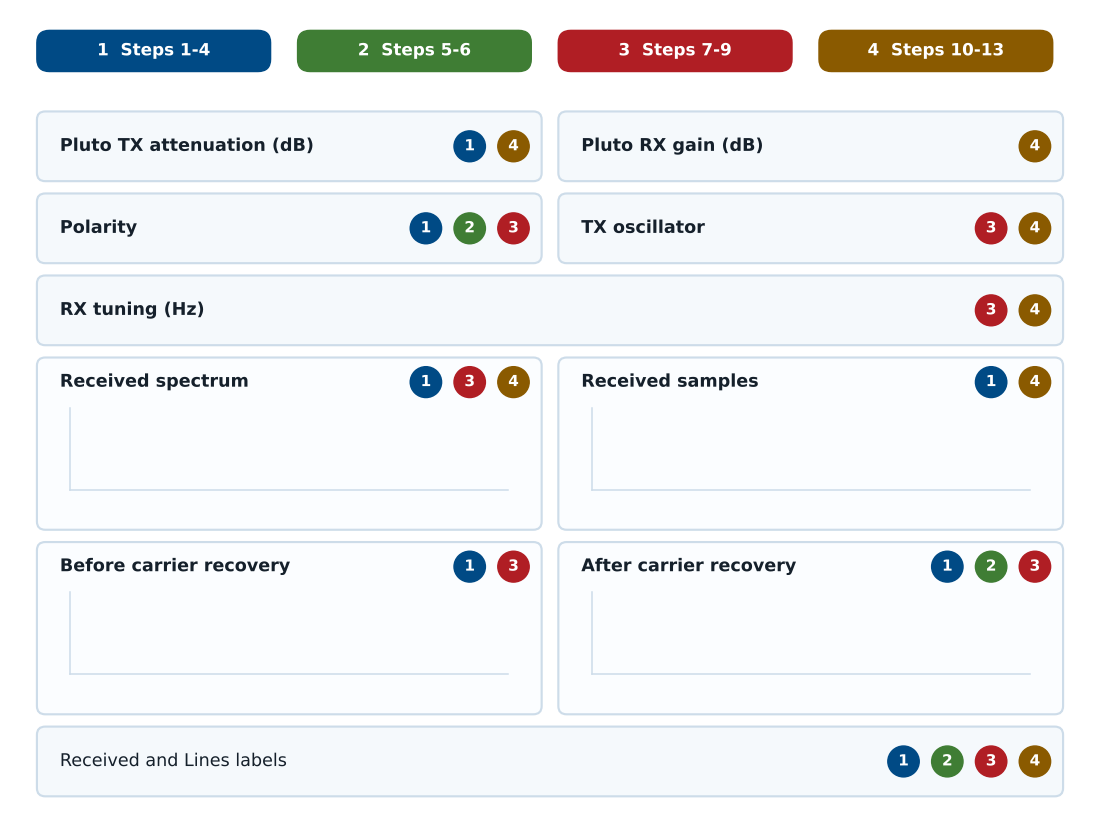 1 Steps 1-4
2 Steps 5-6
3 Steps 7-9
4 Steps 10-13
Pluto TX attenuation (dB) 1 4
Pluto RX gain (dB) 4
Polarity 1 2 3
TX oscillator 3 4
RX tuning (Hz) 3 4
Received spectrum 1 3 4
Received samples 1 4
Before carrier recovery 1 3
After carrier recovery 1 2 3
Received and Lines labels 1 2 3 4